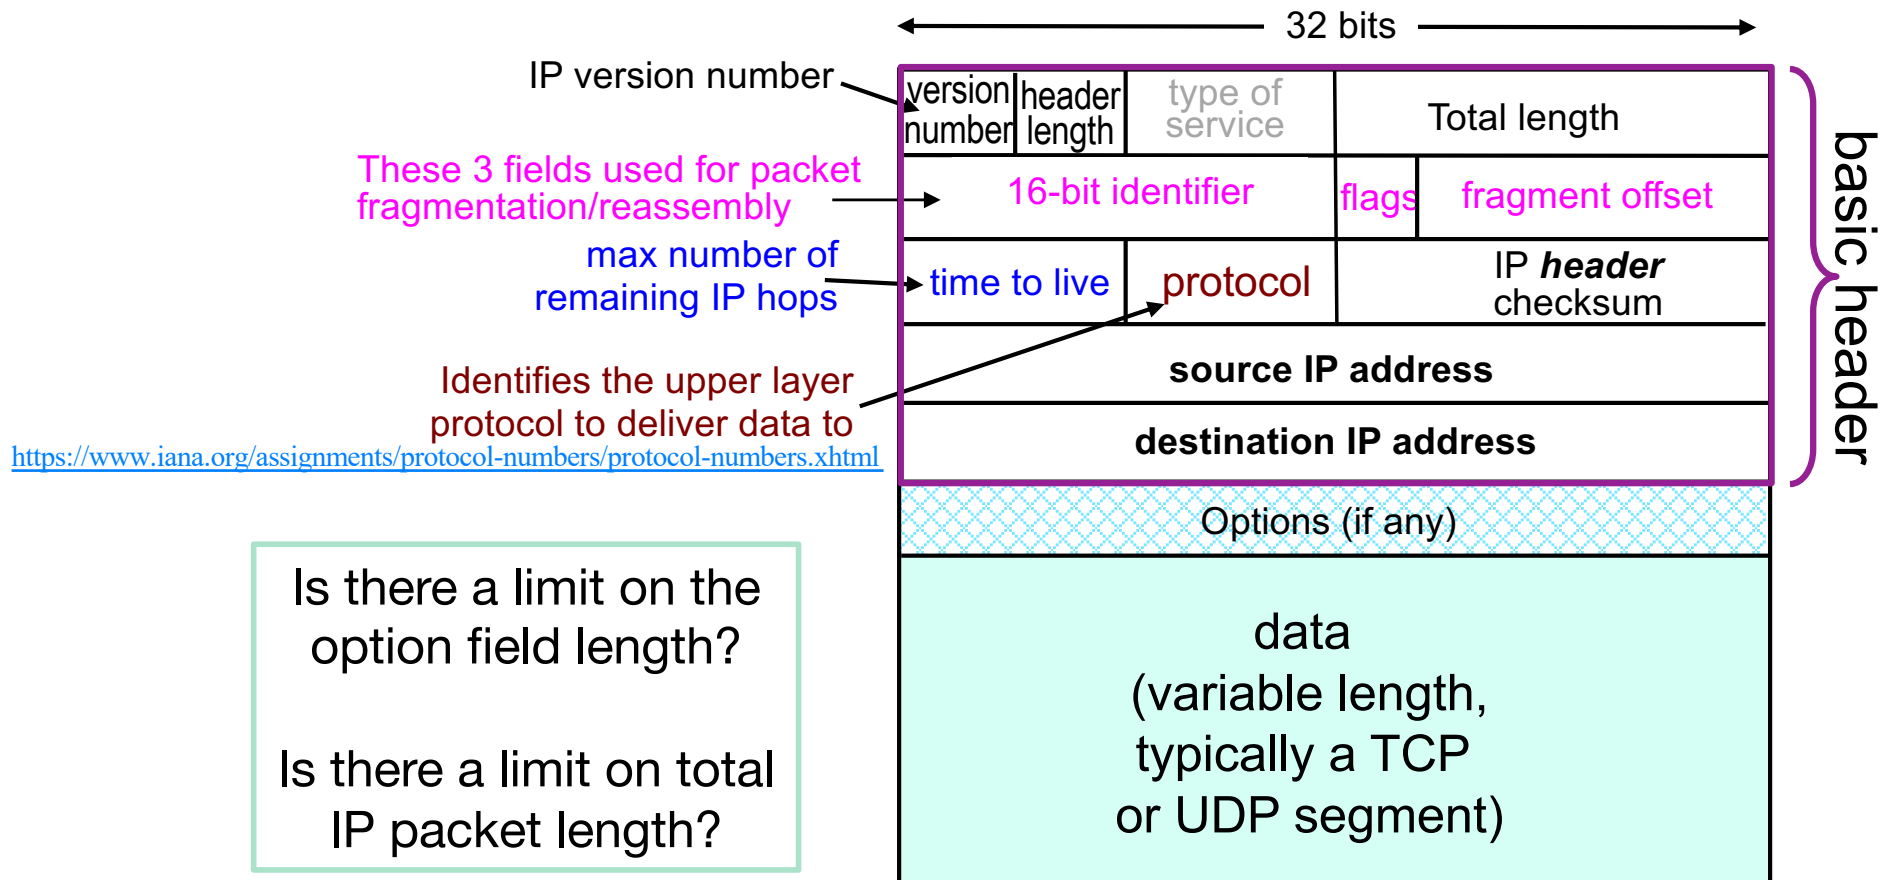 32 bits
IP version number
version
number
header
length
type of
service
Total length
These 3 fields used for packet
fragmentation/reassembly
16-bit identifier
flags
fragment offset
max number of
remaining IP hops
time to live
protocol
IP header
checksum
basic header
Identifies the upper layer
protocol to deliver data to
https://www.iana.org/assignments/protocol-numbers/protocol-numbers.xhtml
source IP address
destination IP address
Options (if any)
Is there a limit on the
option field length?
Is there a limit on total
IP packet length?
data
(variable length,
typically a TCP
or UDP segment)